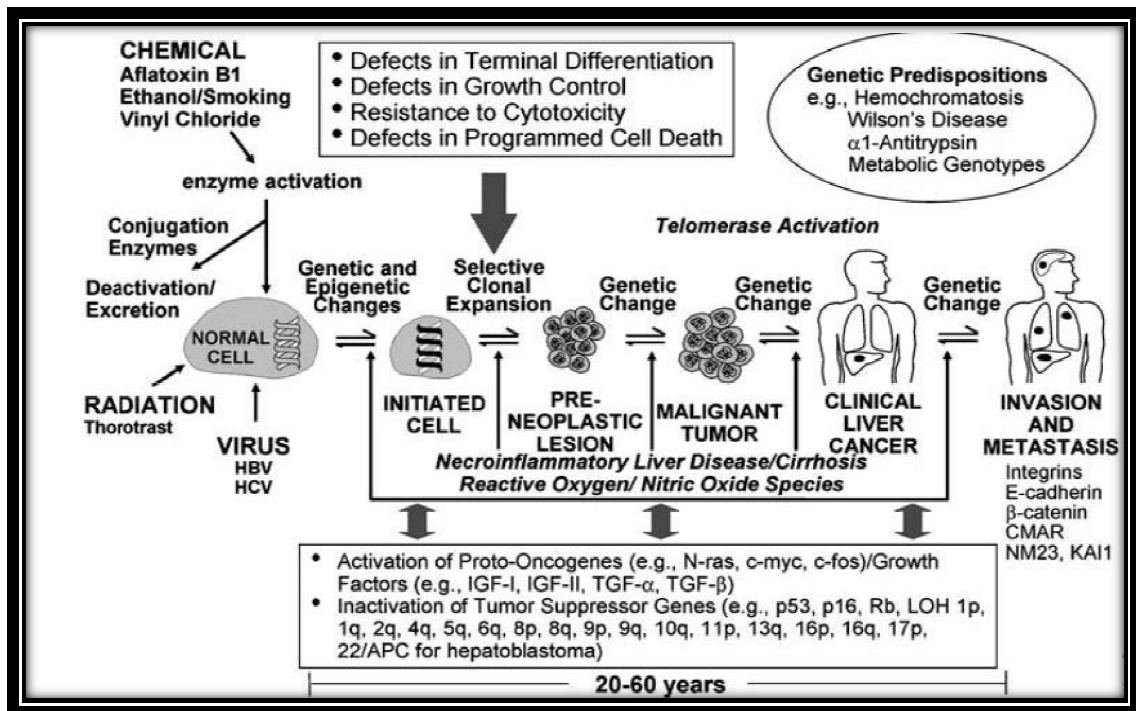 CHEMICAL
Aflatoxin B1
Ethanol/Smoking
Vinyl Chloride
enzyme activation
Conjugation
Enzymes
Deactivation/
Excretion
NORMAL
CELL
RADIATION
Thorotrast
VIRUS
HBV
HCV
• Defects in Terminal Differentiation
• Defects in Growth Control
• Resistance to Cytotoxicity
• Defects in Programmed Cell Death
Genetic Predispositions
e.g., Hemochromatosis
Wilson's Disease
α1-Antitrypsin
Metabolic Genotypes
Telomerase Activation
Genetic and
Epigenetic
Changes
Selective
Clonal
Expansion
Genetic
Change
Genetic
Change
Genetic
Change
INITIATED
CELL
PRE-
NEOPLASTIC
LESION
MALIGNANT
TUMOR
CLINICAL
LIVER
CANCER
INVASION
AND
METASTASIS
Integrins
E-cadherin
β-catenin
CMAR
NM23, KAI1
Necroinflammatory Liver Disease/Cirrhosis
Reactive Oxygen/ Nitric Oxide Species
• Activation of Proto-Oncogenes (e.g., N-ras, c-myc, c-fos)/Growth
Factors (e.g., IGF-I, IGF-II, TGF-α, TGF-β)
• Inactivation of Tumor Suppressor Genes (e.g., p53, p16, Rb, LOH 1p,
1q, 2q, 4q, 5q, 6q, 8p, 8q, 9p, 9q, 10q, 11p, 13q, 16p, 16q, 17p,
22/APC for hepatoblastoma)
20-60 years